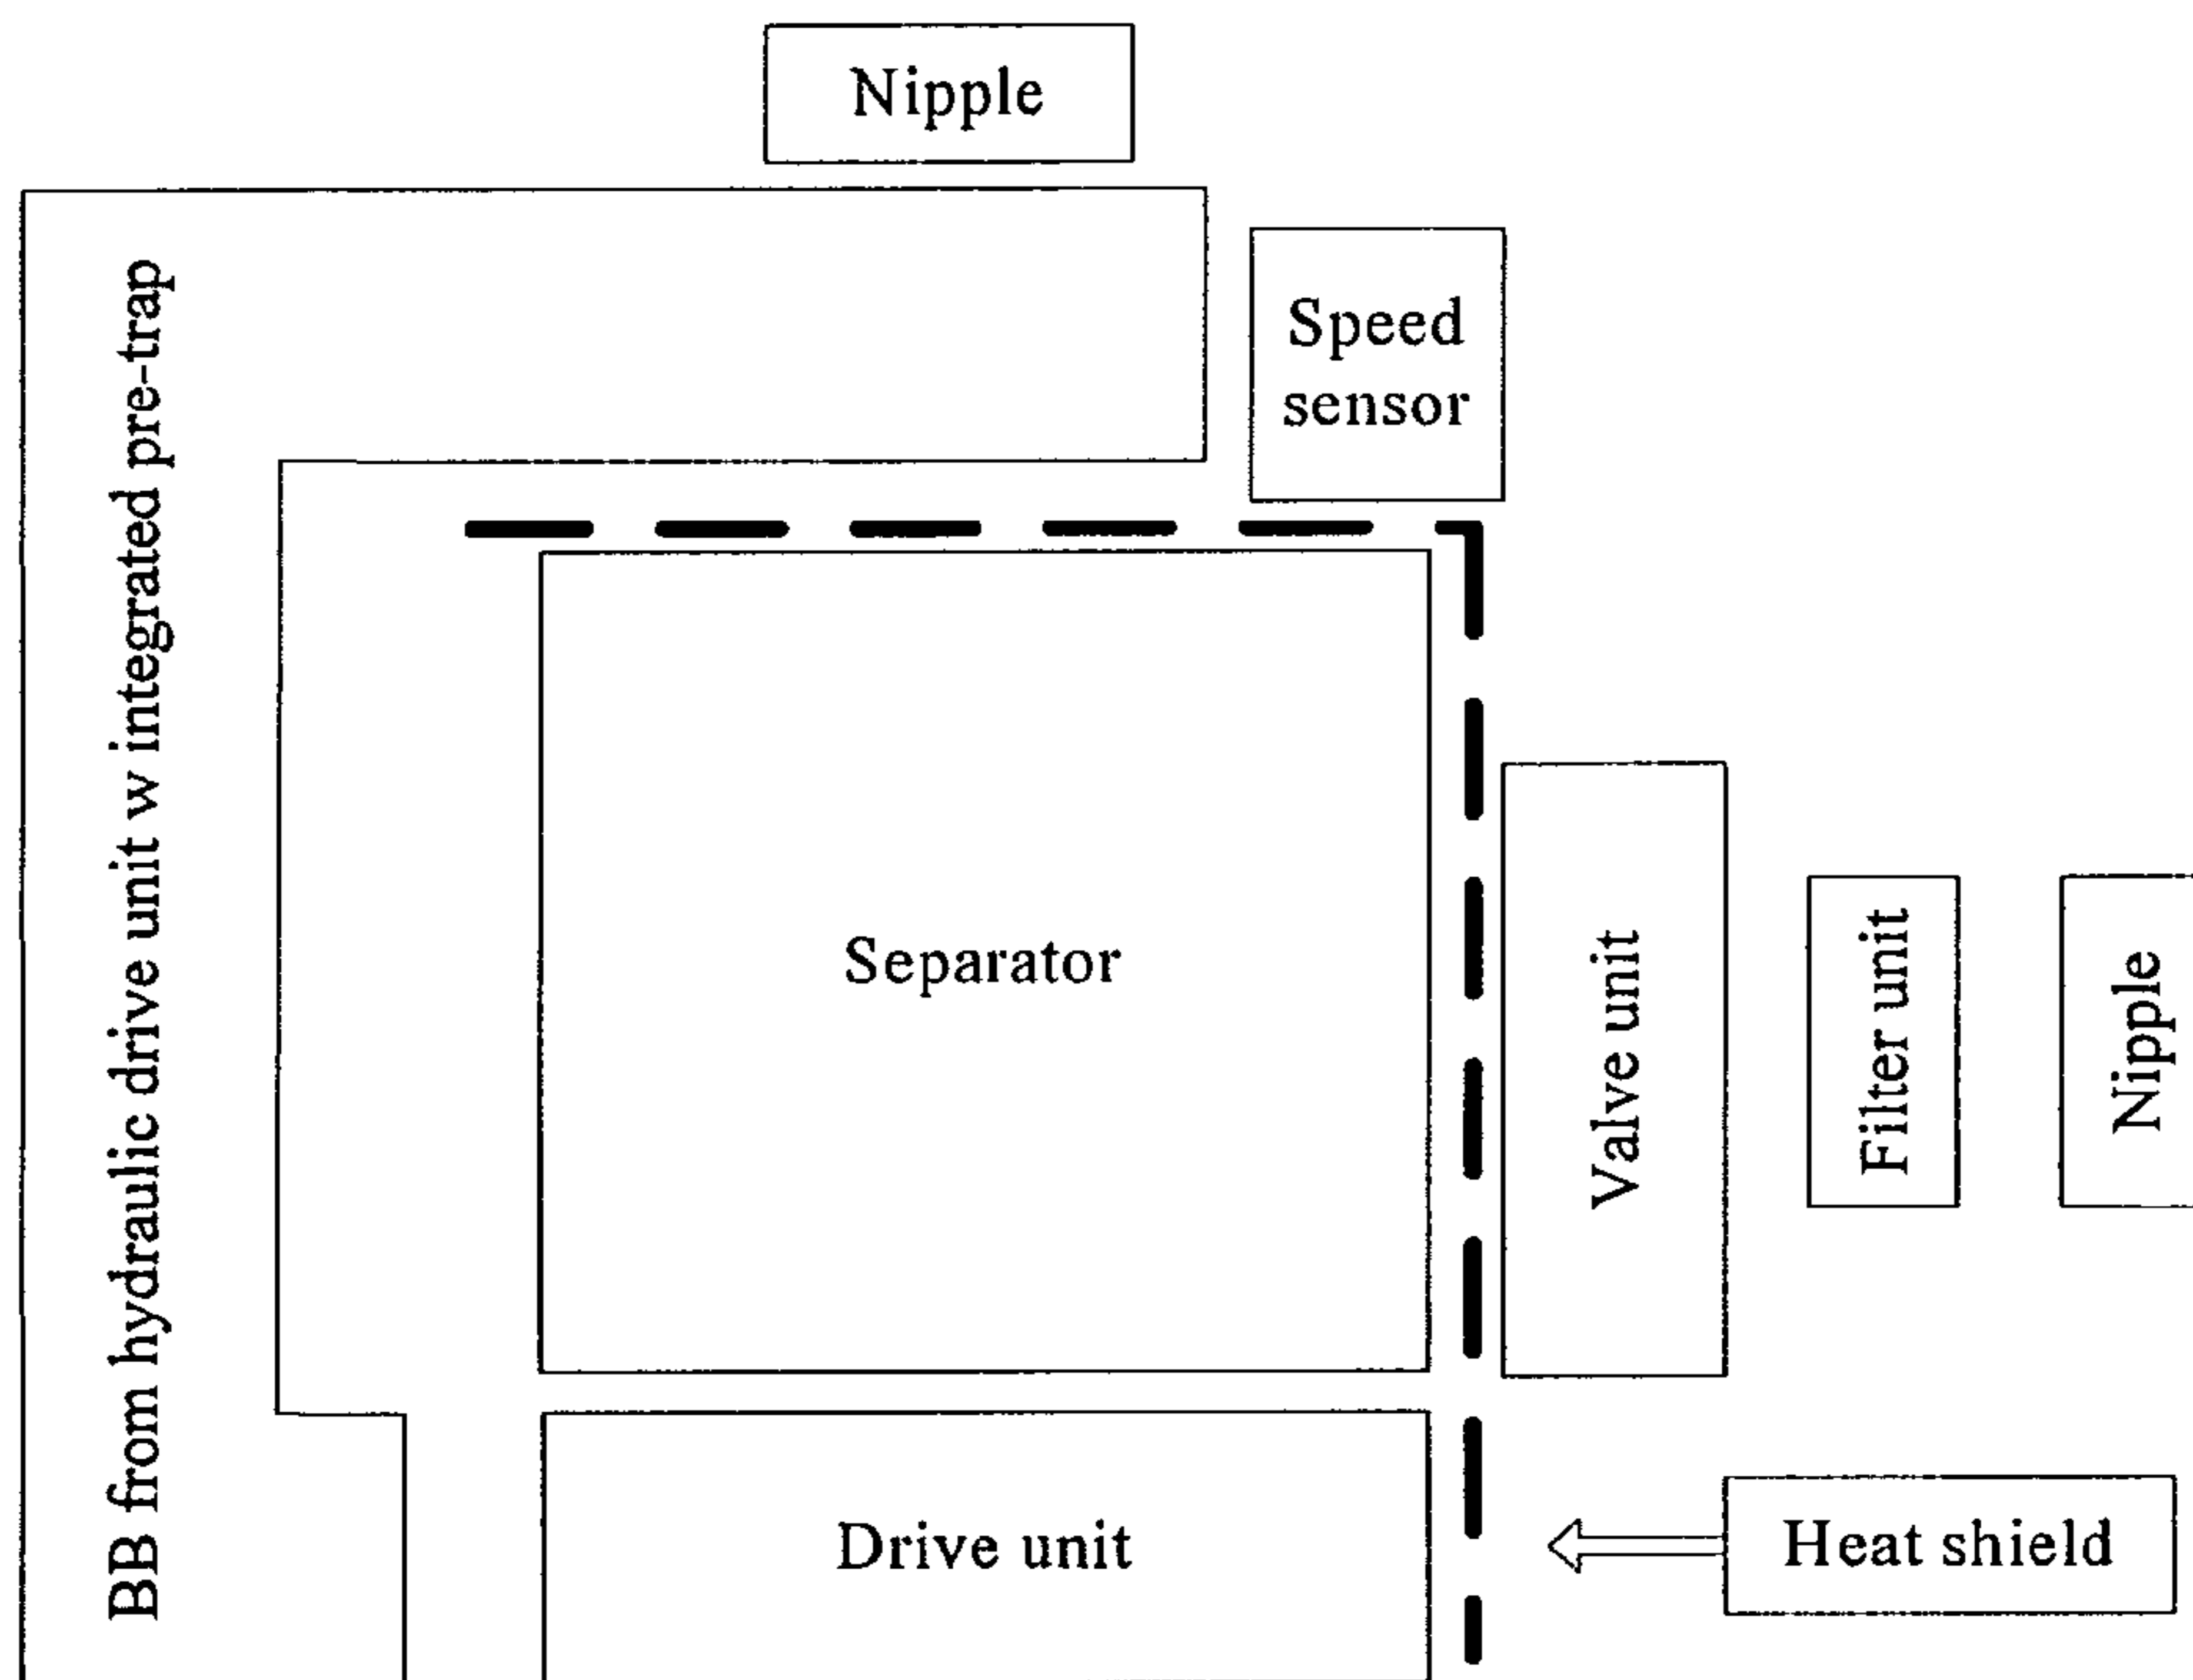 Nipple
Speed
sensor
BB from hydraulic drive unit w integrated pre-trap
Separator
Valve unit
Filter unit
Nipple
Drive unit
Heat shield